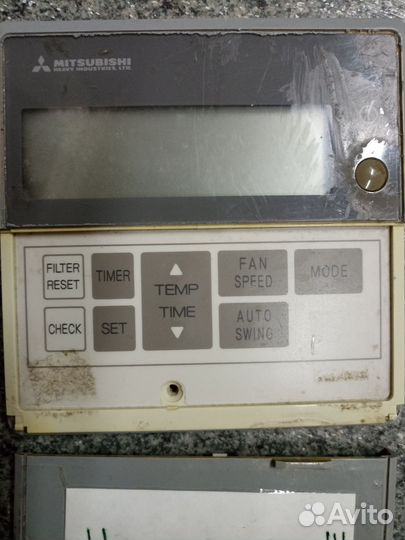 MITSUBISHI
HEAVY INDUSTRIES, LTD.
FILTER
RESET
TIMER
TEMP
TIME
FAN
SPEED
MODE
CHECK
SET
AUTO
SWING
Avito